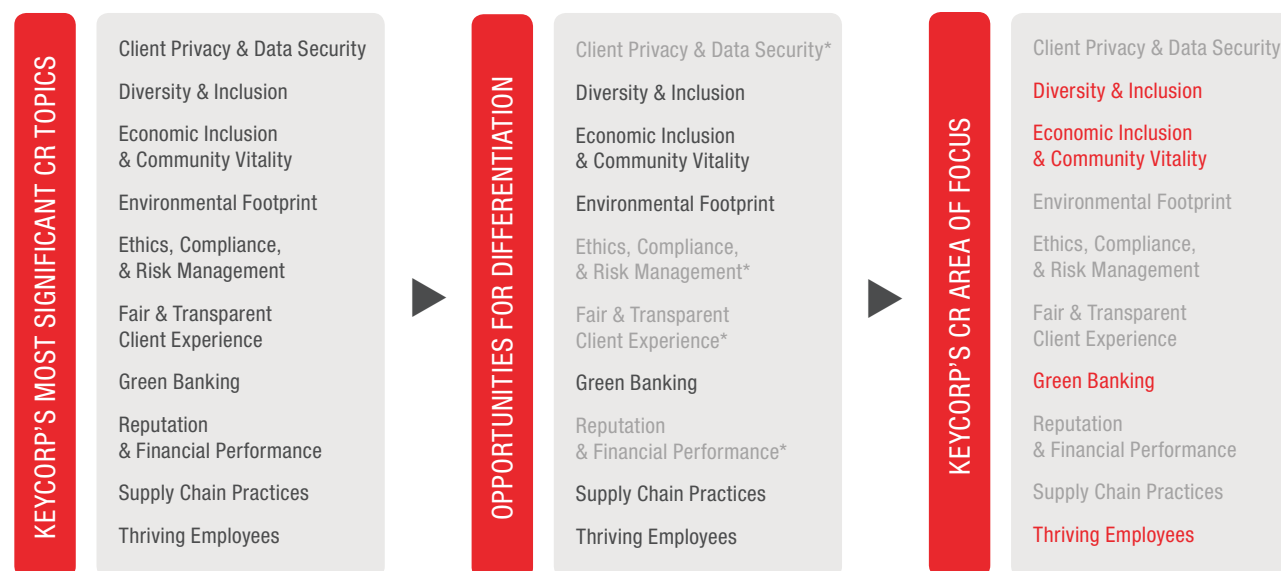 KEYCORP'S MOST SIGNIFICANT CR TOPICS
Client Privacy & Data Security
Diversity & Inclusion
Economic Inclusion
& Community Vitality
Environmental Footprint
Ethics, Compliance,
& Risk Management
Fair & Transparent
Client Experience
Green Banking
Reputation
& Financial Performance
Supply Chain Practices
Thriving Employees
OPPORTUNITIES FOR DIFFERENTIATION
Client Privacy & Data Security*
Diversity & Inclusion
Economic Inclusion
& Community Vitality
Environmental Footprint
Ethics, Compliance,
& Risk Management*
Fair & Transparent
Client Experience*
Green Banking
Reputation
& Financial Performance*
Supply Chain Practices
Thriving Employees
KEYCORP'S CR AREA OF FOCUS
Client Privacy & Data Security
Diversity & Inclusion
Economic Inclusion
& Community Vitality
Environmental Footprint
Ethics, Compliance,
& Risk Management
Fair & Transparent
Client Experience
Green Banking
Reputation
& Financial Performance
Supply Chain Practices
Thriving Employees